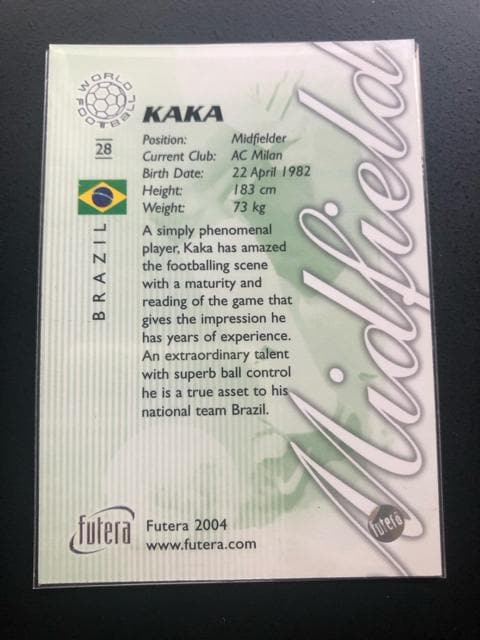 WORLD FOOTBALL
KAKA
28
Position: Midfielder
Current Club: AC Milan
Birth Date: 22 April 1982
Height: 183 cm
Weight: 73 kg
BRAZIL
A simply phenomenal
player, Kaka has amazed
the footballing scene
with a maturity and
reading of the game that
gives the impression he
has years of experience.
An extraordinary talent
with superb ball control
he is a true asset to his
national team Brazil.
Midfield
futera
Futera 2004
www.futera.com
futera